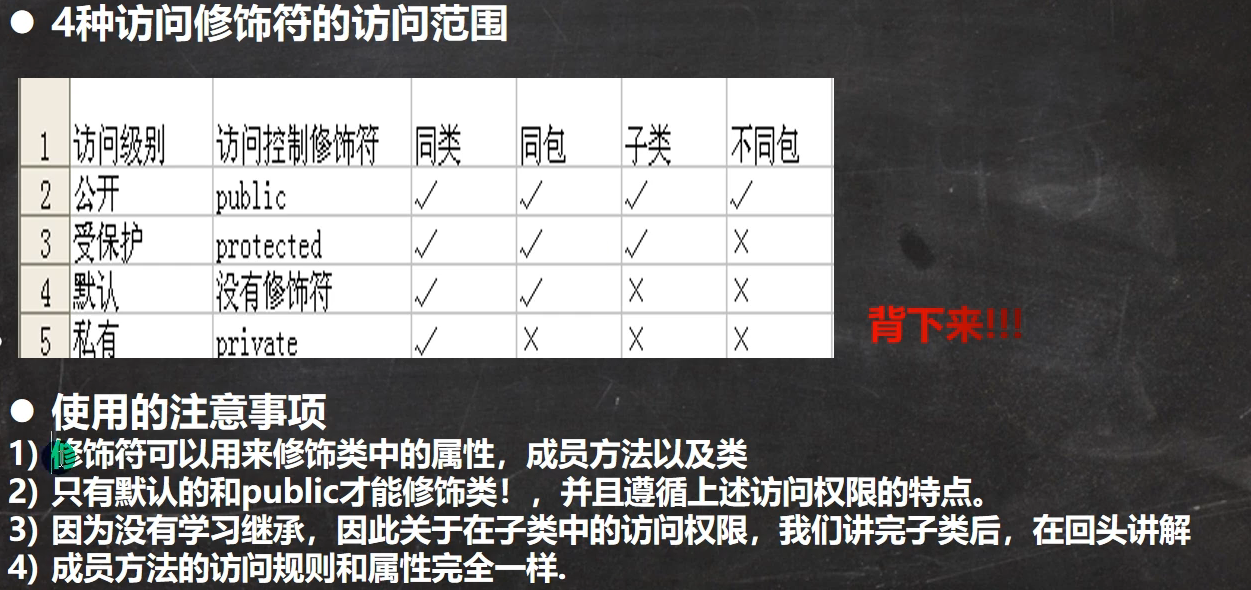 ● 4种访问修饰符的访问范围
1 访问级别 访问控制修饰符 同类 同包 子类 不同包
2 公开 public √ √ √ √
3 受保护 protected √ √ √ ×
4 默认 没有修饰符 √ √ × ×
5 私有 private √ × × ×
背下来!!!
● 使用的注意事项
1) 修饰符可以用来修饰类中的属性，成员方法以及类
2) 只有默认的和public才能修饰类！，并且遵循上述访问权限的特点。
3) 因为没有学习继承，因此关于在子类中的访问权限，我们讲完子类后，在回头讲解
4) 成员方法的访问规则和属性完全一样.